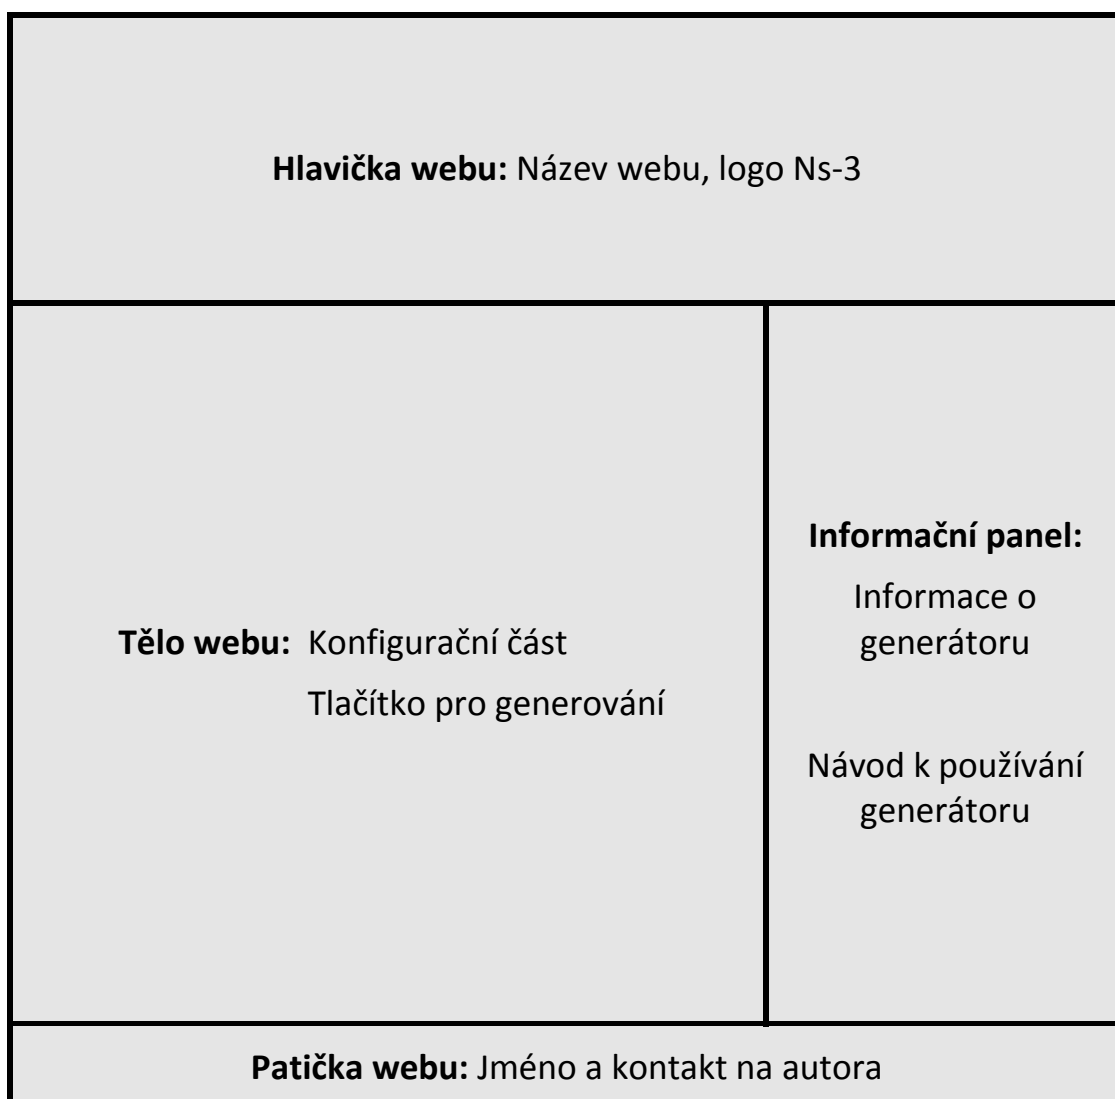 Hlavička webu: Název webu, logo Ns-3
Tělo webu: Konfigurační část
Tlačítko pro generování
Informační panel:
Informace o
generátoru
Návod k používání
generátoru
Patička webu: Jméno a kontakt na autora